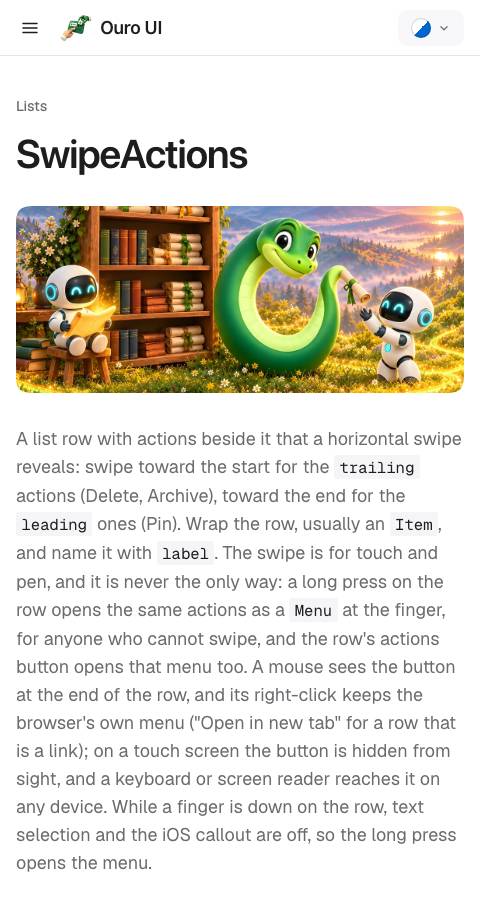 Ouro UI
Lists
SwipeActions
A list row with actions beside it that a horizontal swipe
reveals: swipe toward the start for the trailing
actions (Delete, Archive), toward the end for the
leading ones (Pin). Wrap the row, usually an Item,
and name it with label. The swipe is for touch and
pen, and it is never the only way: a long press on the
row opens the same actions as a Menu at the finger,
for anyone who cannot swipe, and the row's actions
button opens that menu too. A mouse sees the button
at the end of the row, and its right-click keeps the
browser's own menu ("Open in new tab" for a row that
is a link); on a touch screen the button is hidden from
sight, and a keyboard or screen reader reaches it on
any device. While a finger is down on the row, text
selection and the iOS callout are off, so the long press
opens the menu.